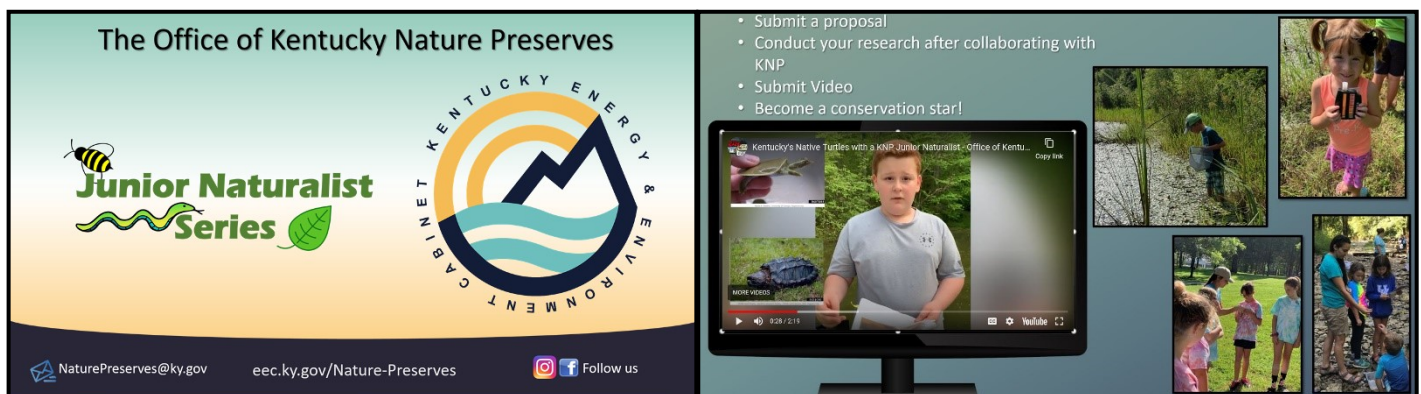 The Office of Kentucky Nature Preserves
KENTUCKY ENERGY & ENVIRONMENT CABINET
Junior Naturalist
Series
NaturePreserves@ky.gov
eec.ky.gov/Nature-Preserves
Follow us
• Submit a proposal
• Conduct your research after collaborating with
KNP
• Submit Video
• Become a conservation star!
Kentucky's Native Turtles with a KNP Junior Naturalist - Office of Kentu...
Copy link
MORE VIDEOS
0:28 / 2:19
YouTube